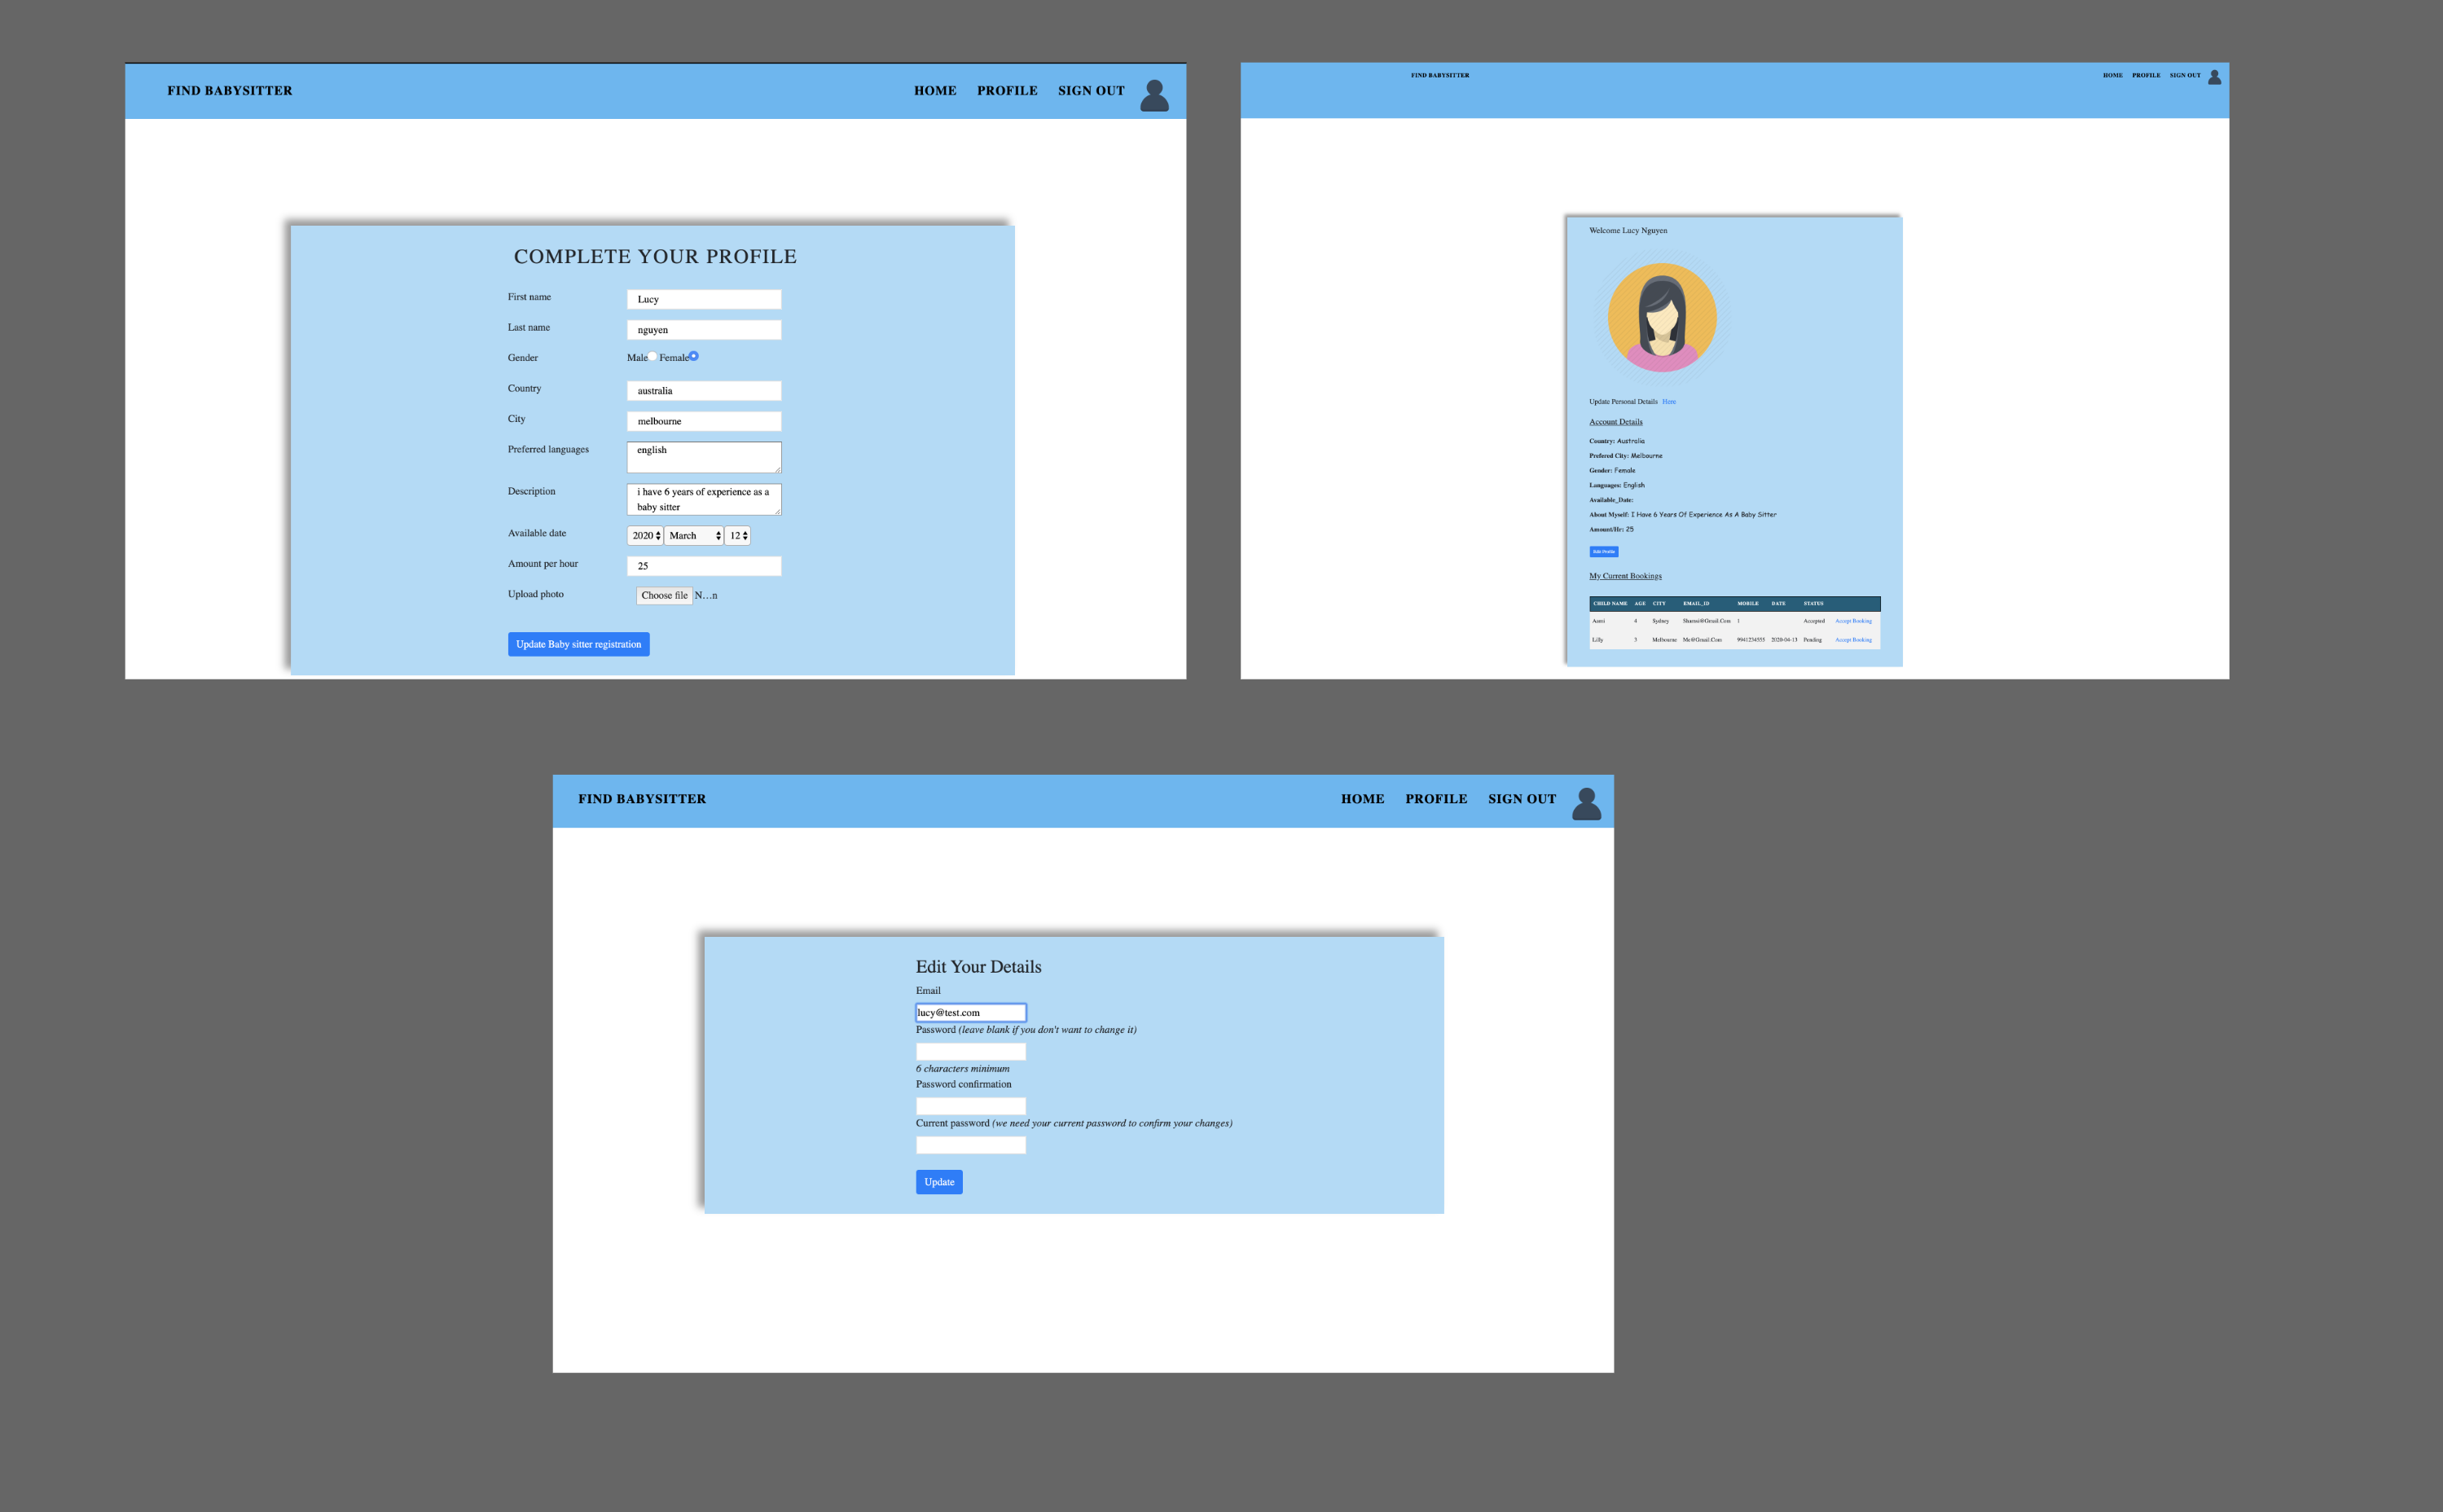 FIND BABYSITTER HOME PROFILE SIGN OUT
COMPLETE YOUR PROFILE
First name Lucy
Last name nguyen
Gender Male Female
Country australia
City melbourne
Preferred languages english
Description i have 6 years of experience as a
baby sitter
Available date 2020 March 12
Amount per hour 25
Upload photo Choose file N...n
Update Baby sitter registration
FIND BABYSITTER HOME PROFILE SIGN OUT
Welcome Lucy Nguyen
Update Personal Details Here
Account Details
Country: Australia
Prefered City: Melbourne
Gender: Female
Languages: English
Available_Date:
About Myself: I Have 6 Years Of Experience As A Baby Sitter
Amount/Hr: 25
Edit Profile
My Current Bookings
CHILD NAME AGE CITY EMAIL_ID MOBILE DATE STATUS
4 Sydney 1 Accepted Accept Booking
Lilly 3 Melbourne Me@Gmail.Com 9941234555 2020-04-13 Pending Accept Booking
FIND BABYSITTER HOME PROFILE SIGN OUT
Edit Your Details
Email
lucy@test.com
Password (leave blank if you don't want to change it)
6 characters minimum
Password confirmation
Current password (we need your current password to confirm your changes)
Update